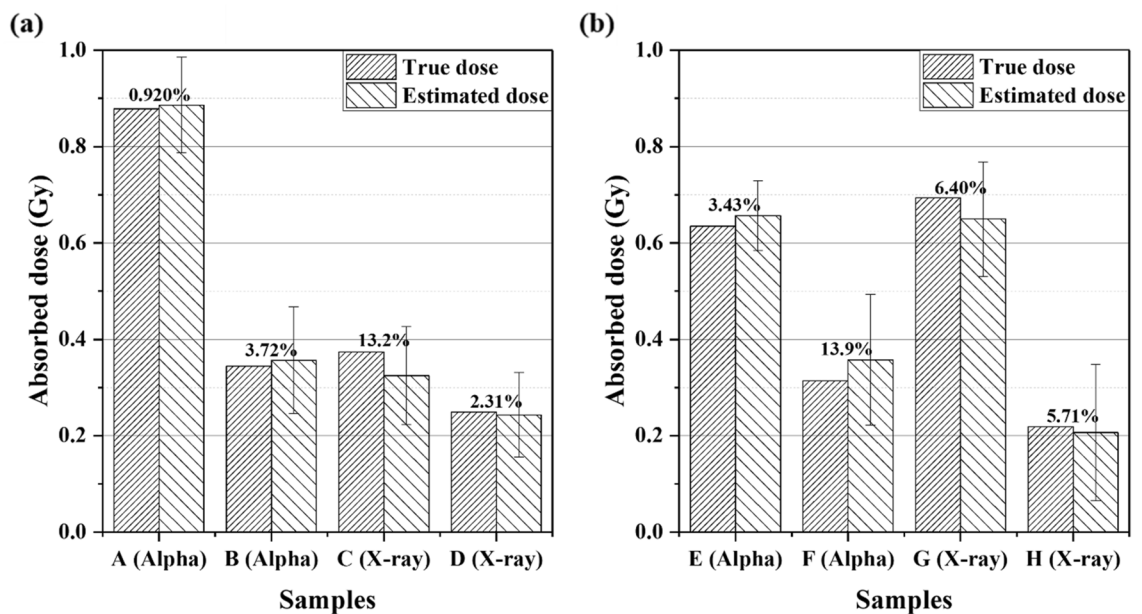 (a)
Absorbed dose (Gy)
1.0
0.8
0.6
0.4
0.2
0.0
True dose
Estimated dose
0.920%
3.72%
13.2%
2.31%
A (Alpha) B (Alpha) C (X-ray) D (X-ray)
Samples
(b)
Absorbed dose (Gy)
1.0
0.8
0.6
0.4
0.2
0.0
True dose
Estimated dose
3.43%
13.9%
6.40%
5.71%
E (Alpha) F (Alpha) G (X-ray) H (X-ray)
Samples